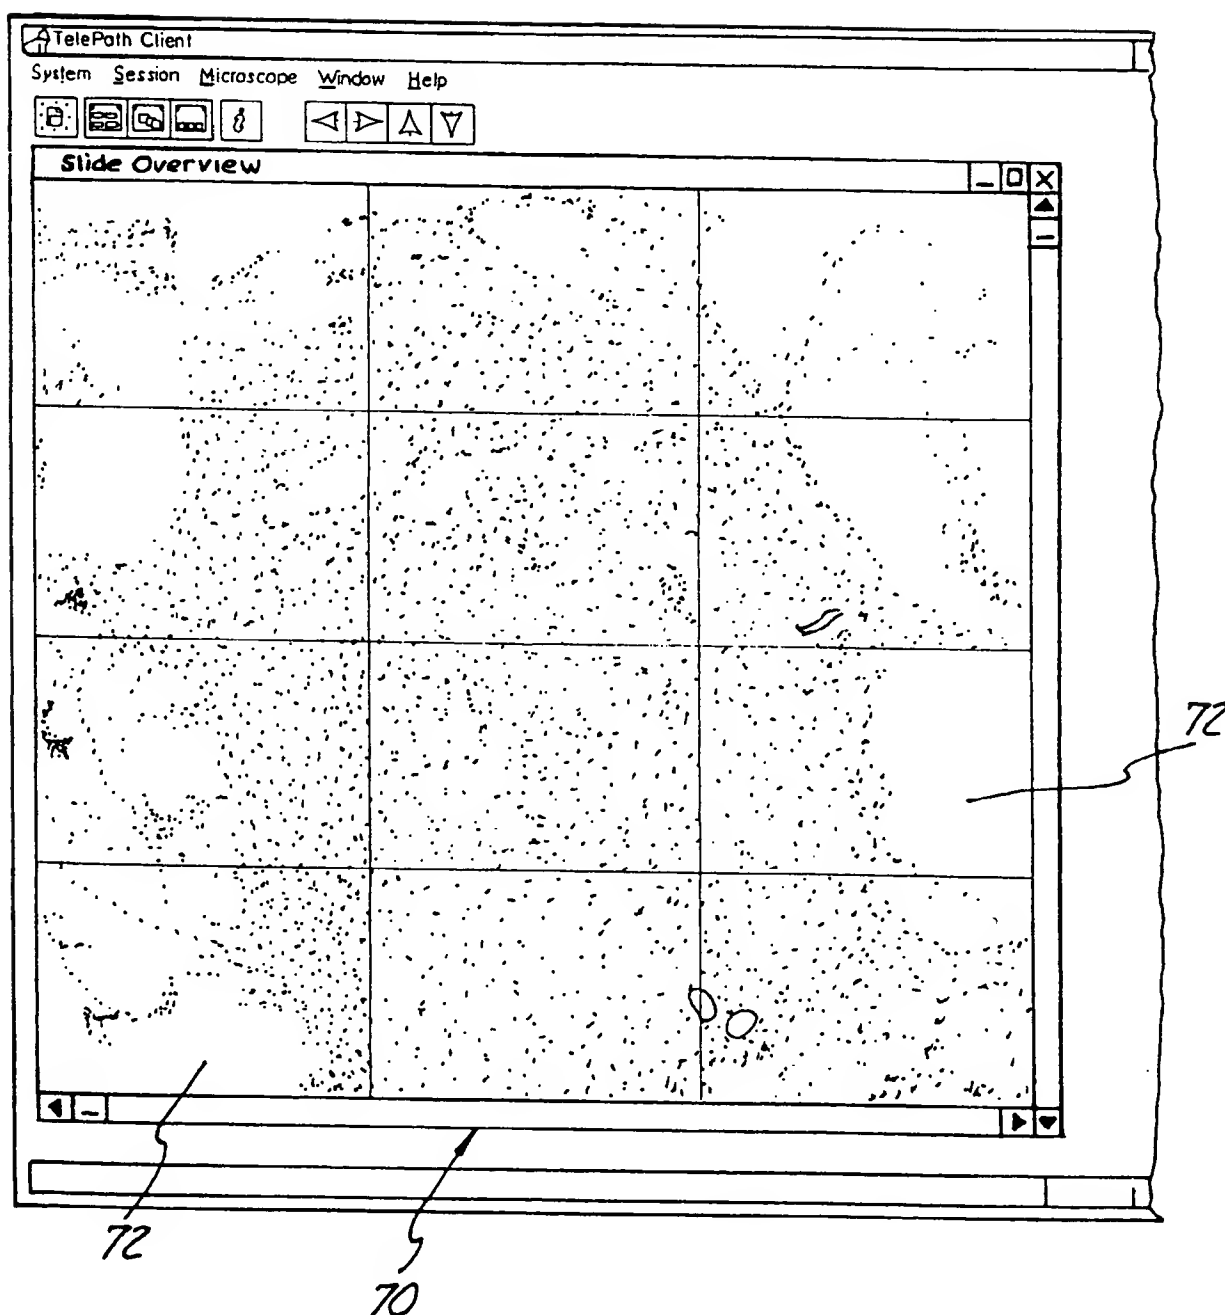 TelePath Client
System Session Microscope Window Help
Slide Overview
72
72
70